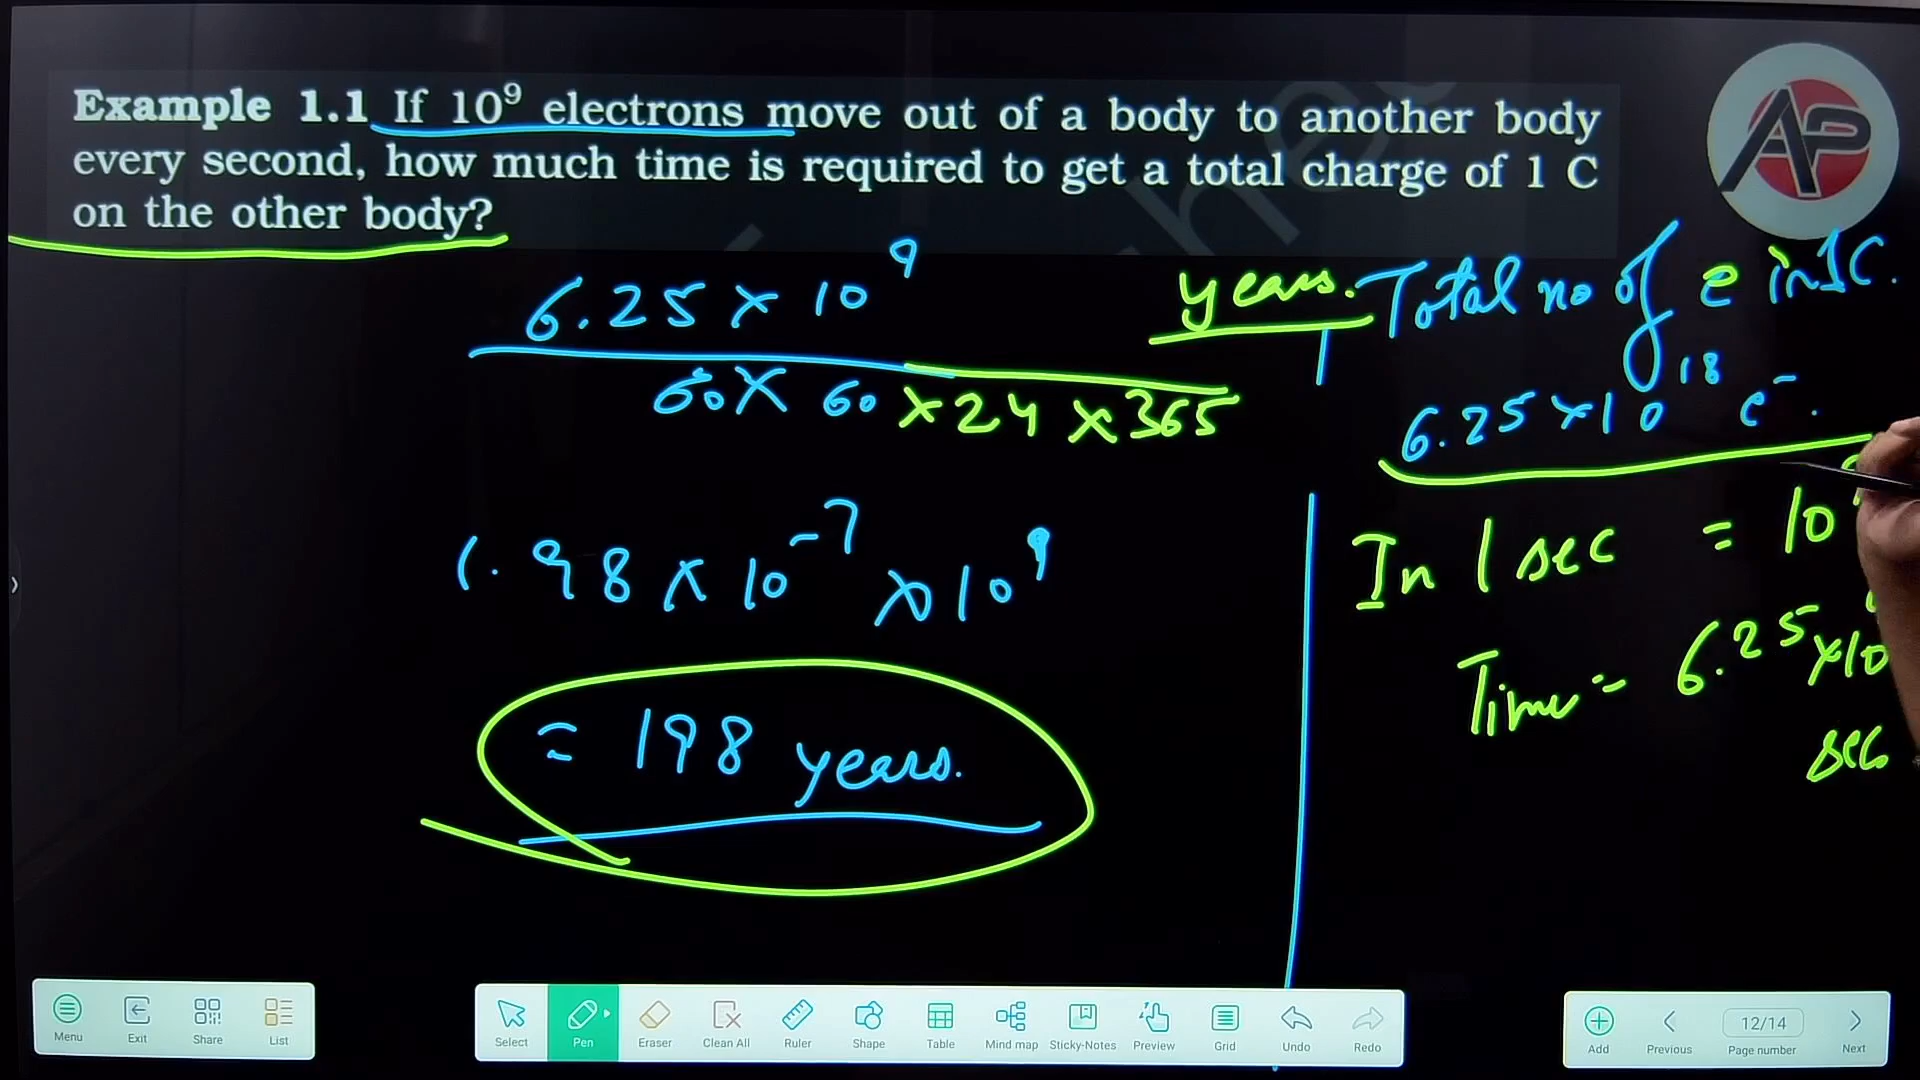 Example 1.1 If 10⁹ electrons move out of a body to another body
every second, how much time is required to get a total charge of 1 C
on the other body?
AP
6.25 × 10⁹
60 × 60 × 24 × 365
years.
1.98 × 10⁻⁷ × 10⁹
= 198 years.
Total no of e in 1C.
6.25 × 10¹⁸ e⁻.
In 1 sec = 10
Time = 6.25 × 10
sec
Menu Exit Share List
Select Pen Eraser Clean All Ruler Shape Table Mind map Sticky-Notes Preview Grid Undo Redo
Add Previous 12/14 Page number Next